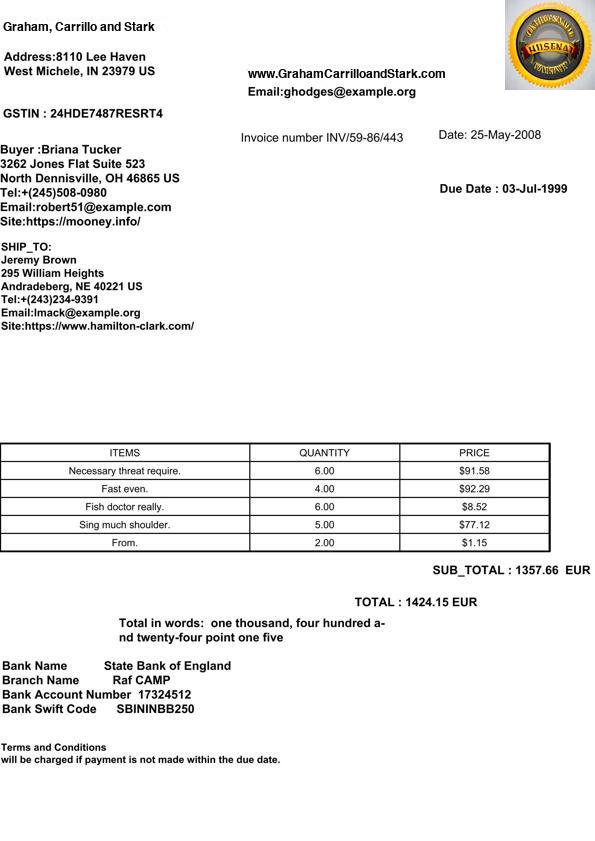 Graham, Carrillo and Stark
Address:8110 Lee Haven
West Michele, IN 23979 US
www.GrahamCarrilloandStark.com
Email:ghodges@example.org
HUSENAT
GSTIN : 24HDE7487RESRT4
Invoice number INV/59-86/443
Date: 25-May-2008
Due Date : 03-Jul-1999
Buyer :Briana Tucker
3262 Jones Flat Suite 523
North Dennisville, OH 46865 US
Tel:+(245)508-0980
Email:robert51@example.com
Site:https://mooney.info/
SHIP_TO:
Jeremy Brown
295 William Heights
Andradeberg, NE 40221 US
Tel:+(243)234-9391
Email:lmack@example.org
Site:https://www.hamilton-clark.com/
ITEMS QUANTITY PRICE
Necessary threat require. 6.00 $91.58
Fast even. 4.00 $92.29
Fish doctor really. 6.00 $8.52
Sing much shoulder. 5.00 $77.12
From. 2.00 $1.15
SUB_TOTAL : 1357.66 EUR
TOTAL : 1424.15 EUR
Total in words: one thousand, four hundred a-
nd twenty-four point one five
Bank Name State Bank of England
Branch Name Raf CAMP
Bank Account Number 17324512
Bank Swift Code SBININBB250
Terms and Conditions
will be charged if payment is not made within the due date.